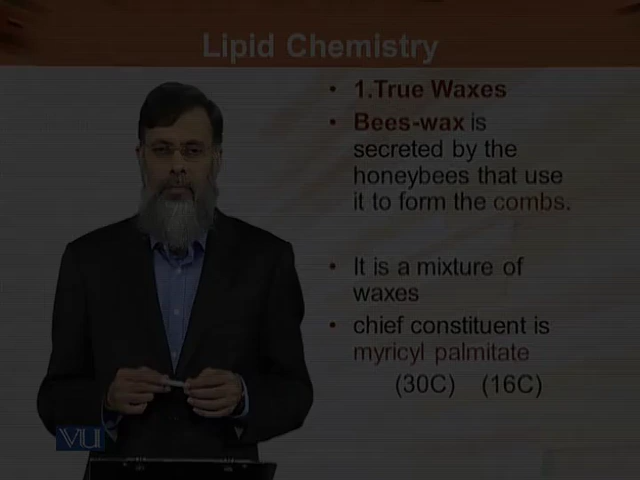 Lipid Chemistry
• 1.True Waxes
• Bees-wax is
secreted by the
honeybees that use
it to form the combs.
• It is a mixture of
waxes
• chief constituent is
myricyl palmitate
(30C) (16C)
VU